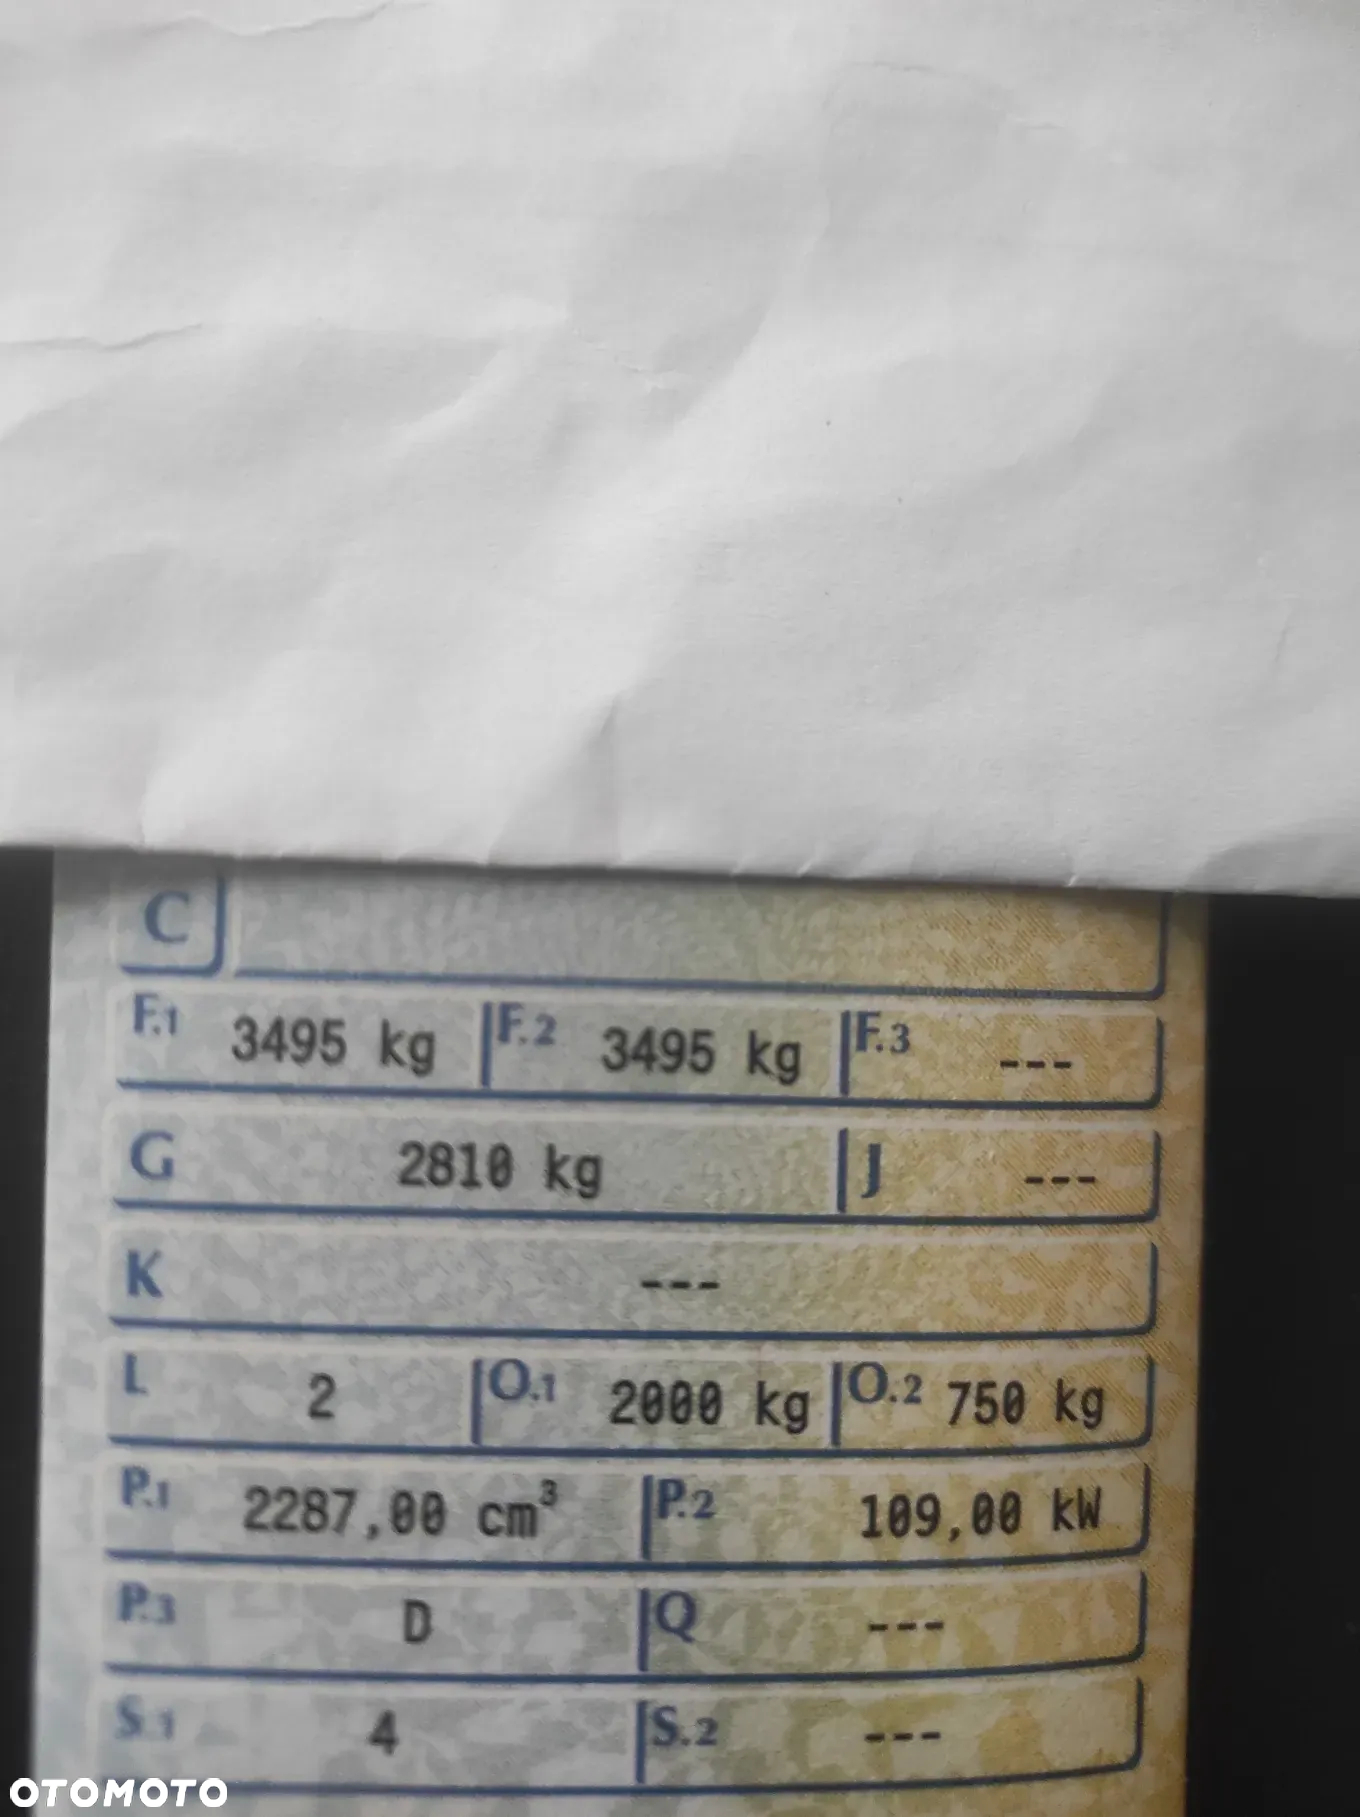 C
F.1 3495 kg F.2 3495 kg F.3 ---
G 2810 kg J ---
K ---
L 2 O.1 2000 kg O.2 750 kg
P.1 2287,00 cm³ P.2 109,00 kW
P.3 D Q ---
S.1 4 S.2 ---
OTOMOTO